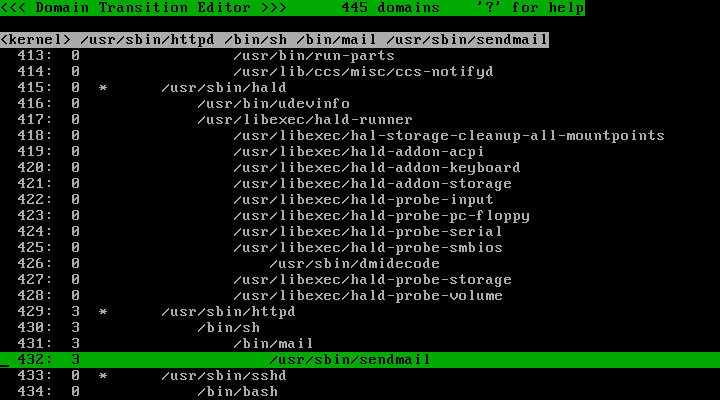 <<< Domain Transition Editor >>>      445 domains    '?' for help
<kernel> /usr/sbin/httpd /bin/sh /bin/mail /usr/sbin/sendmail
413:  0                 /usr/bin/run-parts
414:  0                 /usr/lib/ccs/misc/ccs-notifyd
415:  0  *      /usr/sbin/hald
416:  0             /usr/bin/udevinfo
417:  0             /usr/libexec/hald-runner
418:  0                 /usr/libexec/hal-storage-cleanup-all-mountpoints
419:  0                 /usr/libexec/hald-addon-acpi
420:  0                 /usr/libexec/hald-addon-keyboard
421:  0                 /usr/libexec/hald-addon-storage
422:  0                 /usr/libexec/hald-probe-input
423:  0                 /usr/libexec/hald-probe-pc-floppy
424:  0                 /usr/libexec/hald-probe-serial
425:  0                 /usr/libexec/hald-probe-smbios
426:  0                     /usr/sbin/dmidecode
427:  0                 /usr/libexec/hald-probe-storage
428:  0                 /usr/libexec/hald-probe-volume
429:  3  *      /usr/sbin/httpd
430:  3             /bin/sh
431:  3                 /bin/mail
432:  3                     /usr/sbin/sendmail
433:  0  *      /usr/sbin/sshd
434:  0             /bin/bash